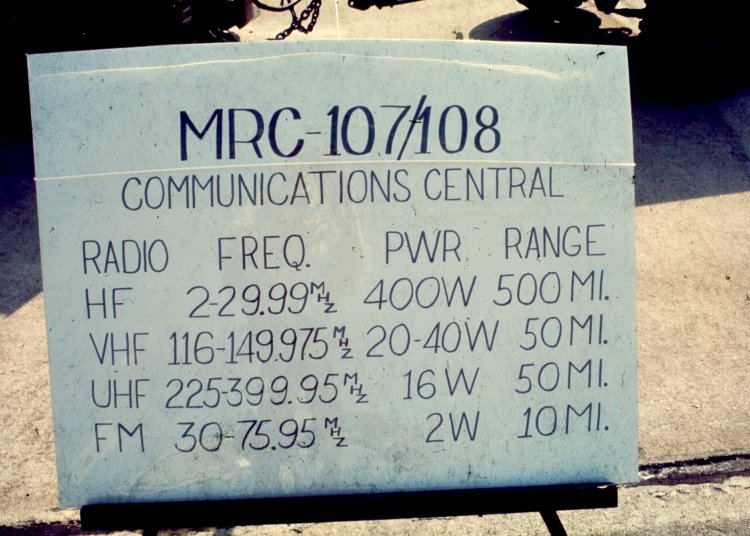 MRC-107/108
COMMUNICATIONS CENTRAL
RADIO FREQ. PWR RANGE
HF 2-29.99 MHZ 400W 500 MI.
VHF 116-149.975 MHZ 20-40W 50 MI.
UHF 225-399.95 MHZ 16W 50 MI.
FM 30-75.95 MHZ 2W 10 MI.